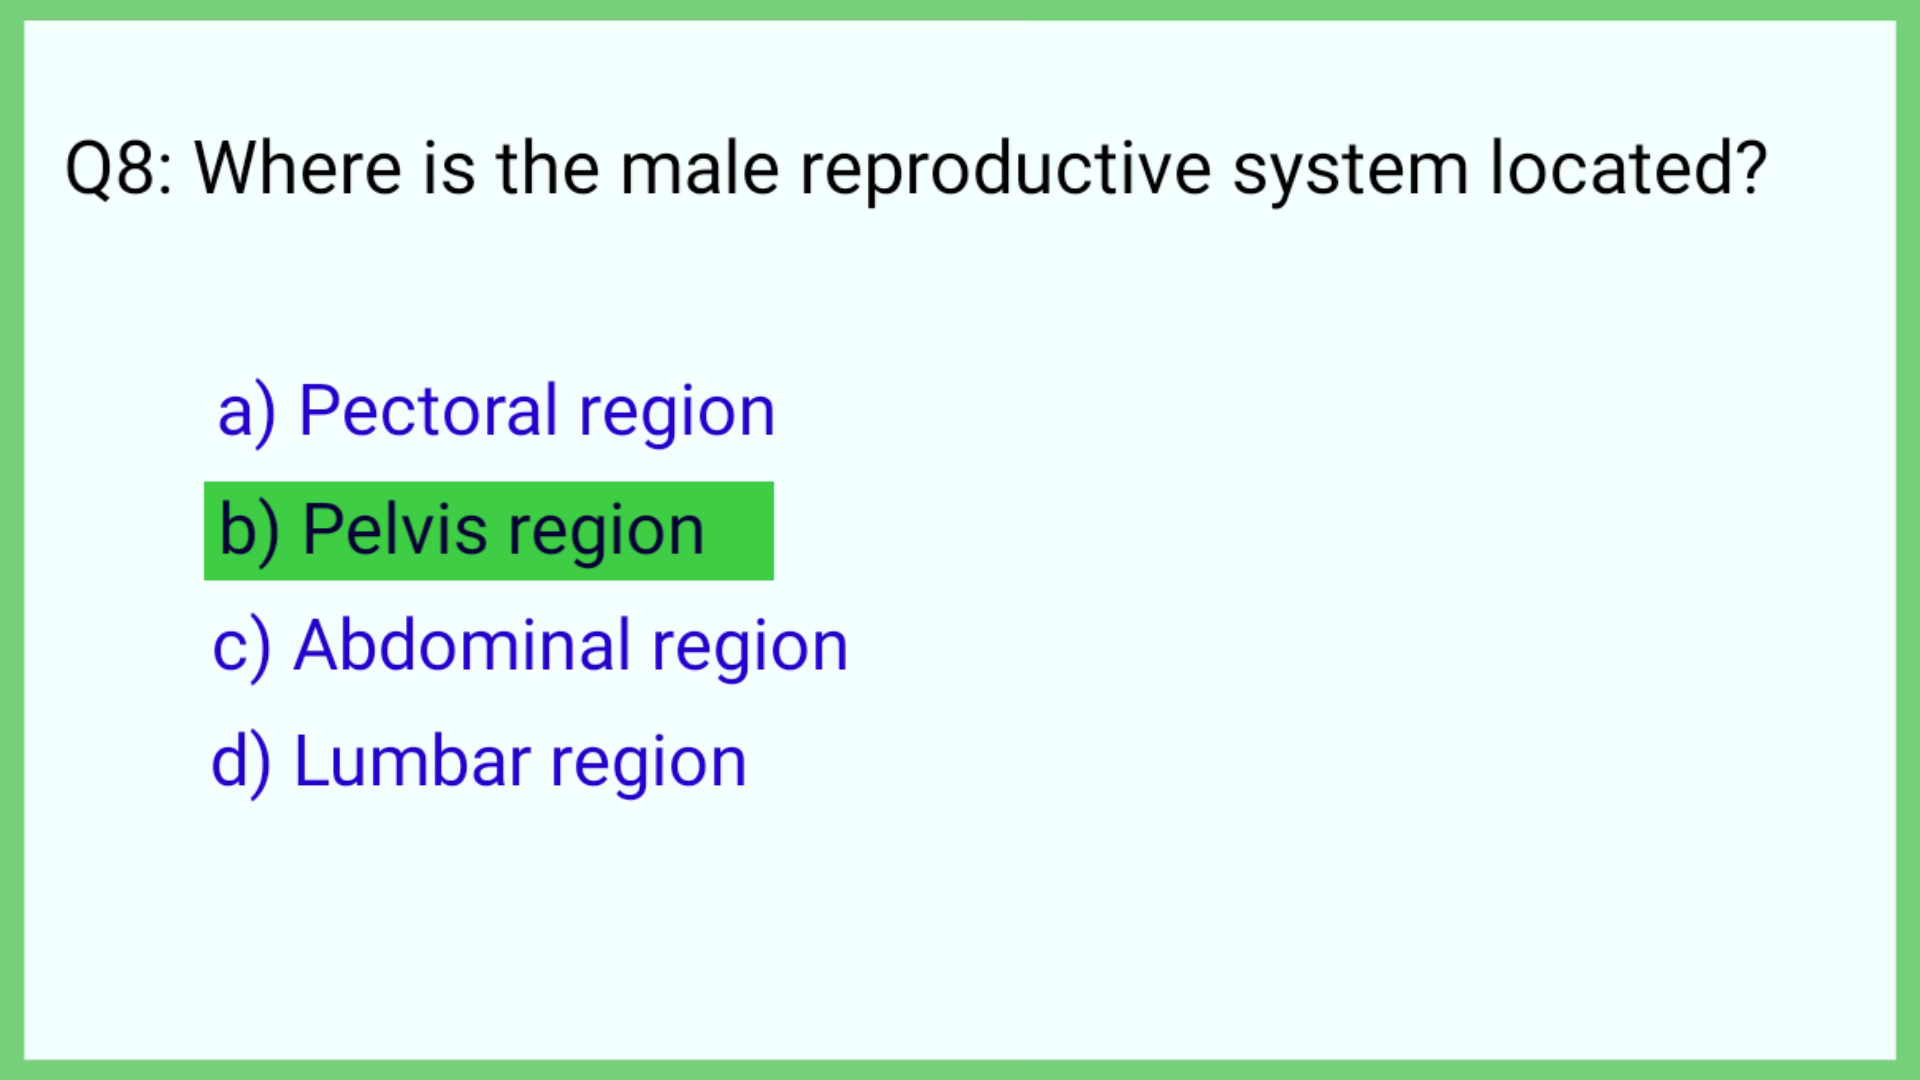 Q8: Where is the male reproductive system located?
a) Pectoral region
b) Pelvis region
c) Abdominal region
d) Lumbar region